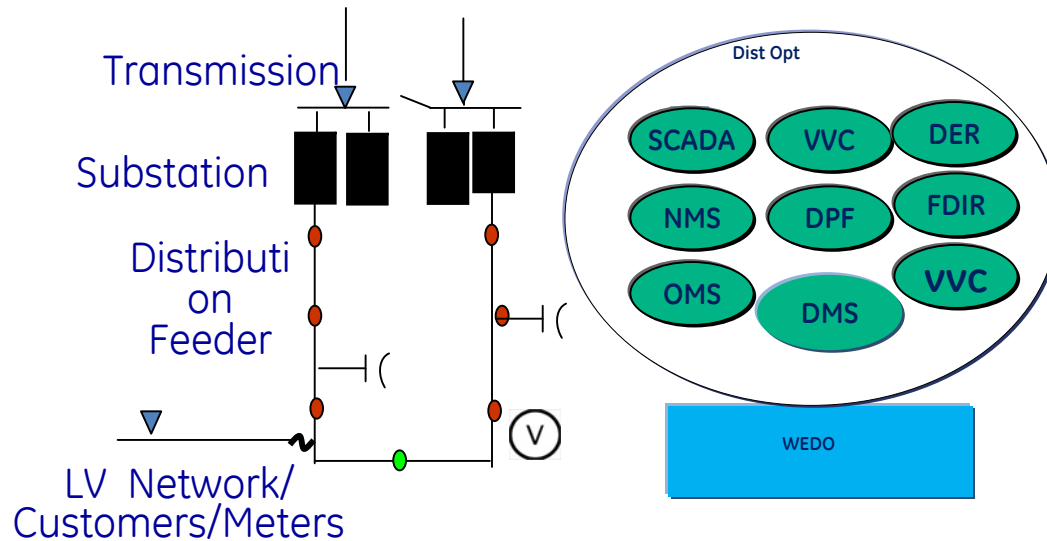 Transmission
Substation
Distributi
on
Feeder
LV Network/
Customers/Meters
V
Dist Opt
SCADA
VVC
DER
NMS
DPF
FDIR
OMS
DMS
VVC
WEDO